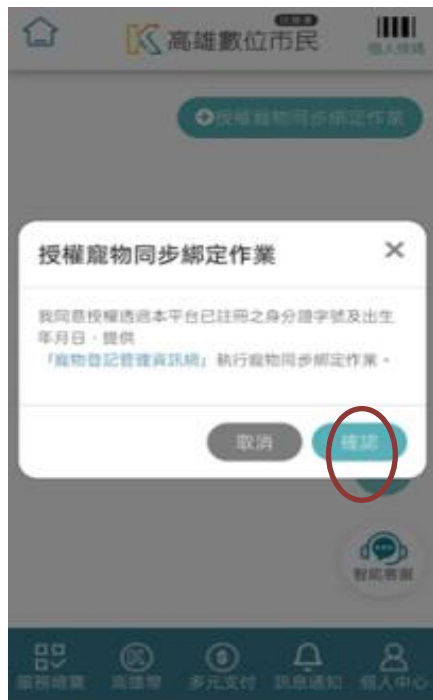 高雄數位市民
授權寵物同步綁定作業
授權寵物同步綁定作業
我同意授權透過本平台已註冊之身分證字號及出生
年月日，提供
「寵物登記管理資訊網」執行寵物同步綁定作業。
取消
確認
智能客服
服務總覽
高雄幣
多元支付
訊息通知
個人中心